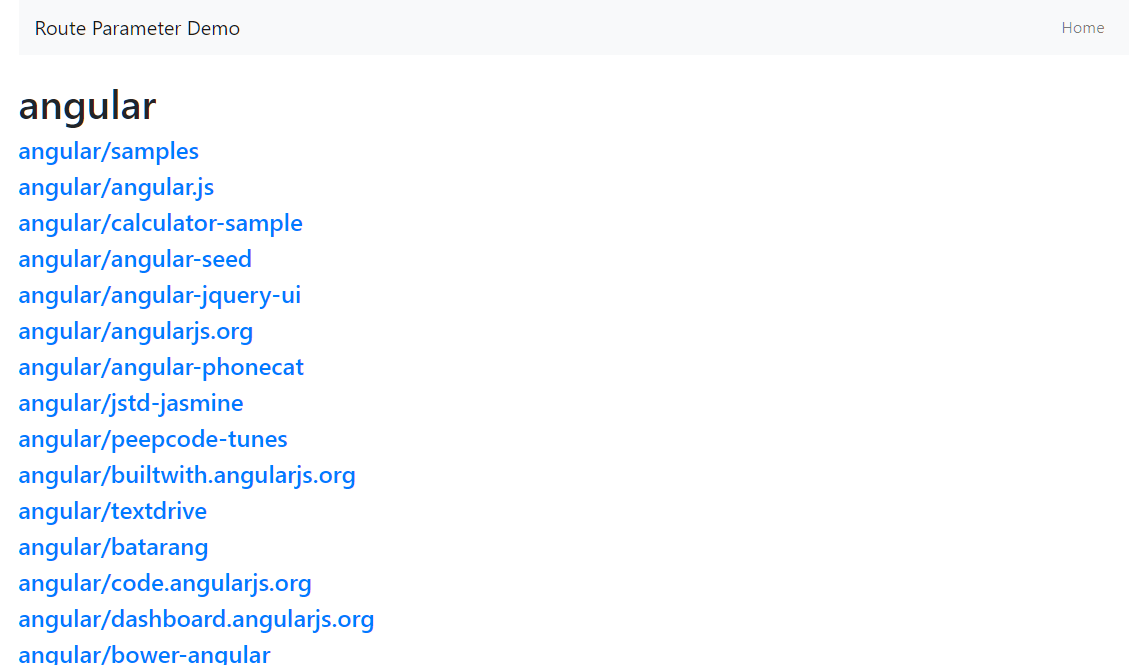 Route Parameter Demo Home
angular
angular/samples
angular/angular.js
angular/calculator-sample
angular/angular-seed
angular/angular-jquery-ui
angular/angularjs.org
angular/angular-phonecat
angular/jstd-jasmine
angular/peepcode-tunes
angular/builtwith.angularjs.org
angular/textdrive
angular/batarang
angular/code.angularjs.org
angular/dashboard.angularjs.org
angular/bower-angular